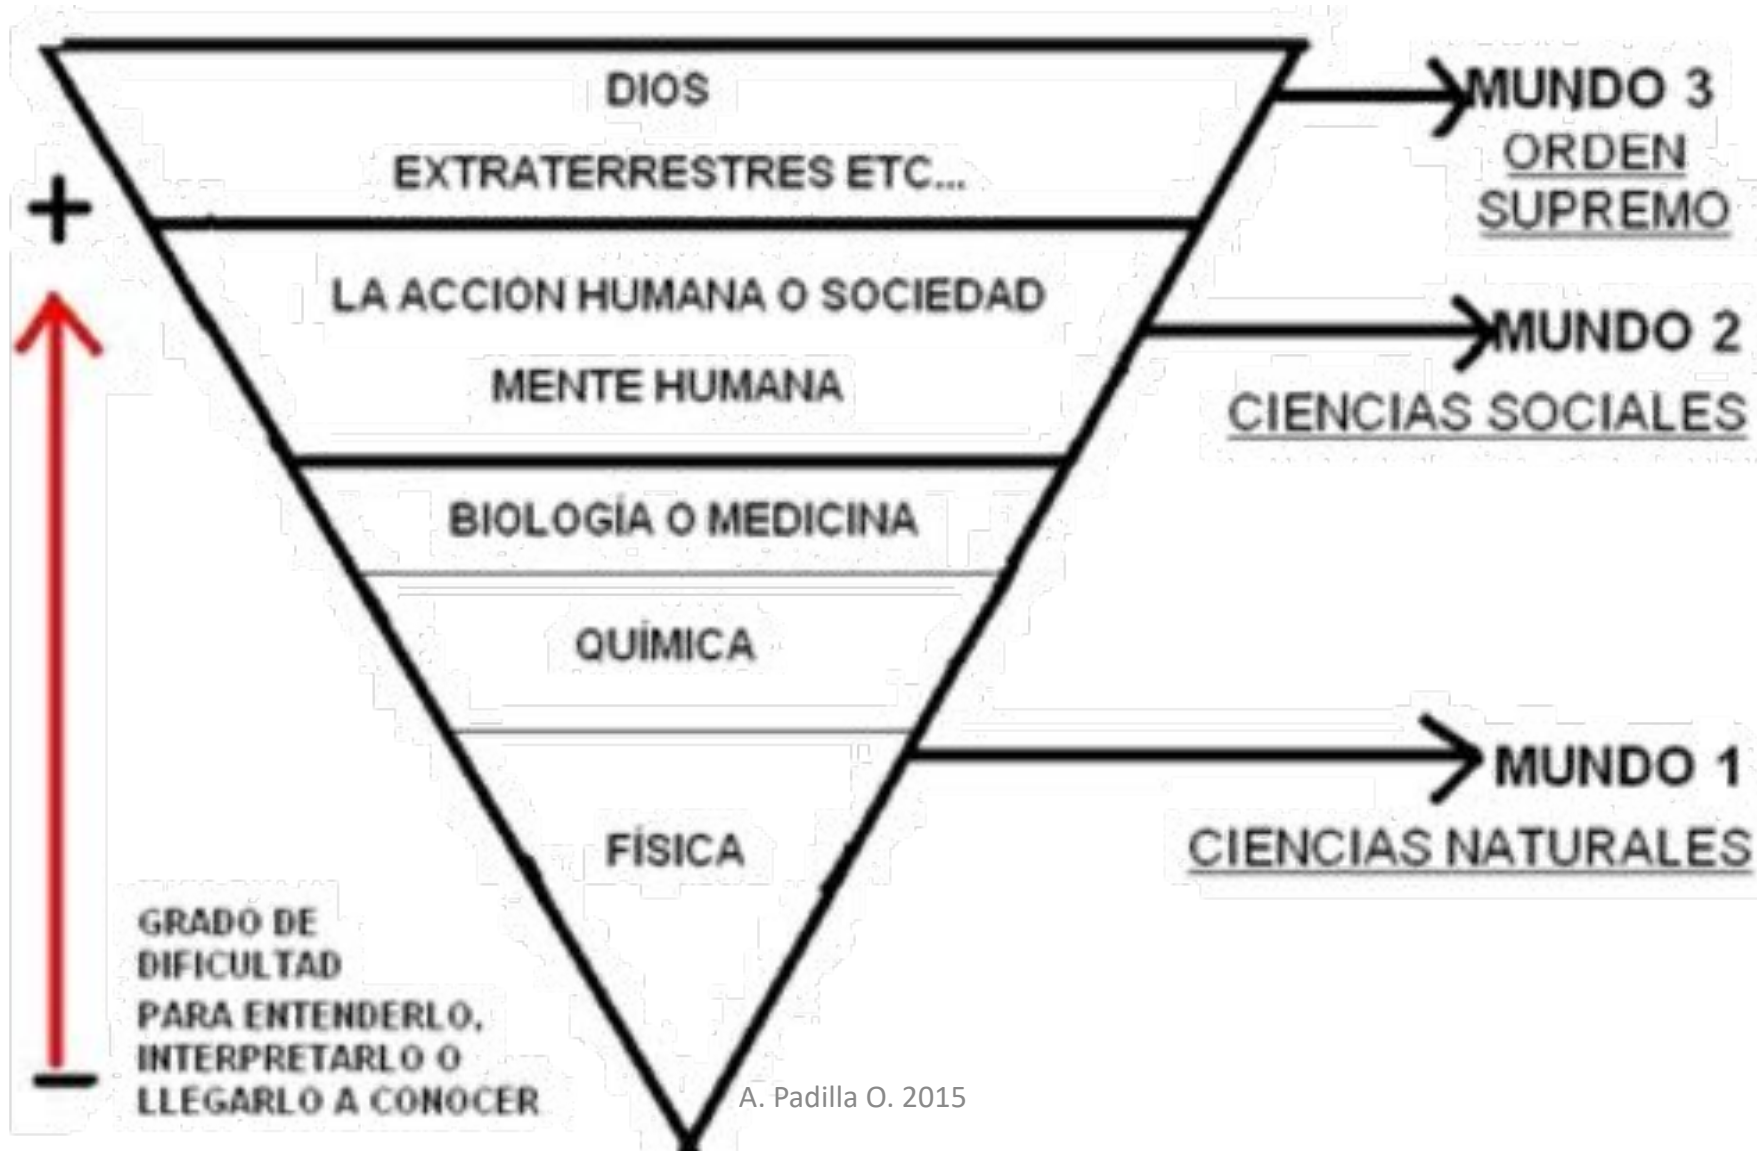 DIOS
MUNDO 3
EXTRATERRESTRES ETC...
ORDEN
SUPREMO
+
LA ACCION HUMANA O SOCIEDAD
MUNDO 2
MENTE HUMANA
CIENCIAS SOCIALES
BIOLOGÍA O MEDICINA
QUÍMICA
MUNDO 1
FÍSICA
CIENCIAS NATURALES
GRADO DE
DIFICULTAD
PARA ENTENDERLO,
INTERPRETARLO O
LLEGARLO A CONOCER
A. Padilla O. 2015